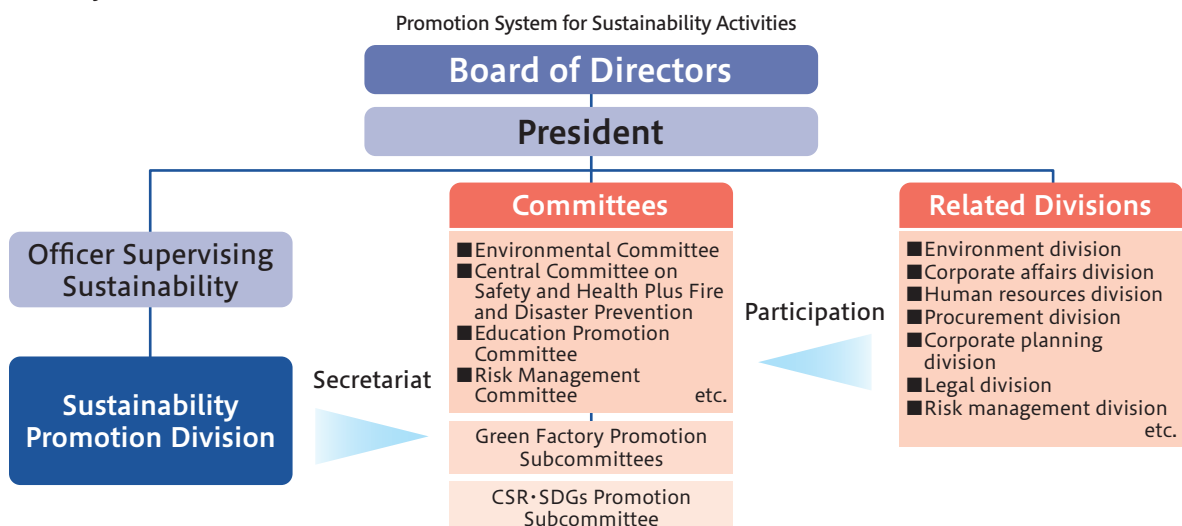 Promotion System for Sustainability Activities
Board of Directors
President
Officer Supervising
Sustainability
Sustainability
Promotion Division
Secretariat
Committees
■Environmental Committee
■Central Committee on
Safety and Health Plus Fire
and Disaster Prevention
■Education Promotion
Committee
■Risk Management
Committee etc.
Green Factory Promotion
Subcommittees
CSR・SDGs Promotion
Subcommittee
Participation
Related Divisions
■Environment division
■Corporate affairs division
■Human resources division
■Procurement division
■Corporate planning
division
■Legal division
■Risk management division
etc.